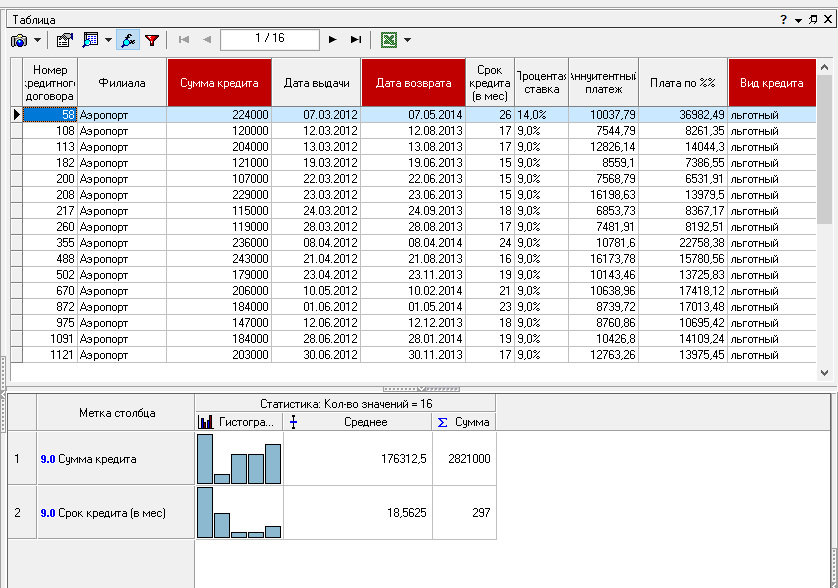 Таблица
1 / 16
Номер кредитного договора Филиала Сумма кредита Дата выдачи Дата возврата Срок кредита (в мес) Процентая ставка Аннуитентный платеж Плата по %% Вид кредита
58 Аэропорт 224000 07.03.2012 07.05.2014 26 14,0% 10037,79 36982,49 льготный
108 Аэропорт 120000 12.03.2012 12.08.2013 17 9,0% 7544,79 8261,35 льготный
113 Аэропорт 204000 13.03.2012 13.08.2013 17 9,0% 12826,14 14044,3 льготный
182 Аэропорт 121000 19.03.2012 19.06.2013 15 9,0% 8559,1 7386,55 льготный
200 Аэропорт 107000 22.03.2012 22.06.2013 15 9,0% 7568,79 6531,91 льготный
208 Аэропорт 229000 23.03.2012 23.06.2013 15 9,0% 16198,63 13979,5 льготный
217 Аэропорт 115000 24.03.2012 24.09.2013 18 9,0% 6853,73 8367,17 льготный
260 Аэропорт 119000 28.03.2012 28.08.2013 17 9,0% 7481,91 8192,51 льготный
355 Аэропорт 236000 08.04.2012 08.04.2014 24 9,0% 10781,6 22758,38 льготный
488 Аэропорт 243000 21.04.2012 21.08.2013 16 9,0% 16173,78 15780,56 льготный
502 Аэропорт 179000 23.04.2012 23.11.2013 19 9,0% 10143,46 13725,83 льготный
670 Аэропорт 206000 10.05.2012 10.02.2014 21 9,0% 10638,96 17418,12 льготный
872 Аэропорт 184000 01.06.2012 01.05.2014 23 9,0% 8739,72 17013,48 льготный
975 Аэропорт 147000 12.06.2012 12.12.2013 18 9,0% 8760,86 10695,42 льготный
1091 Аэропорт 184000 28.06.2012 28.01.2014 19 9,0% 10426,8 14109,24 льготный
1121 Аэропорт 203000 30.06.2012 30.11.2013 17 9,0% 12763,26 13975,45 льготный
Метка столбца Статистика: Кол-во значений = 16
Гистогра... Среднее Σ Сумма
1 9.0 Сумма кредита 176312,5 2821000
2 9.0 Срок кредита (в мес) 18,5625 297